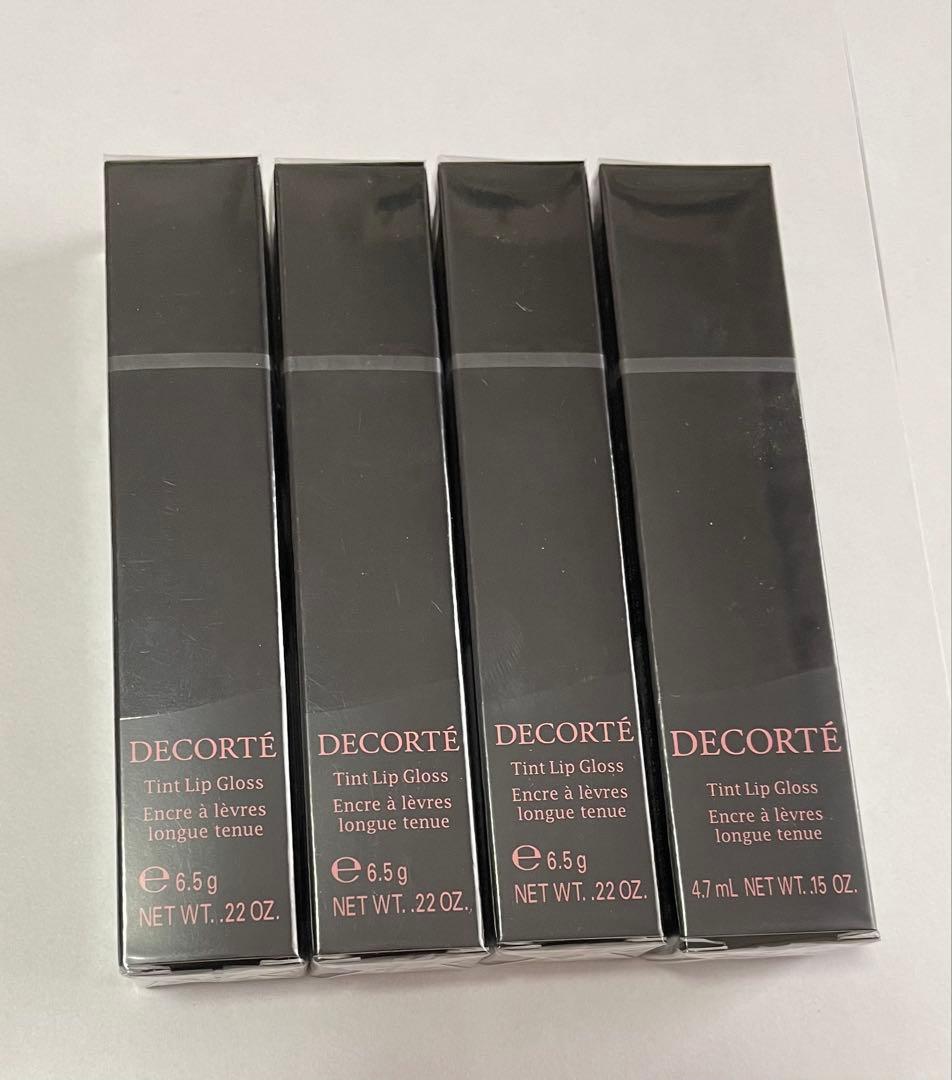 DECORTÉ
Tint Lip Gloss
Encre à lèvres
longue tenue
℮ 6.5 g
NET WT. .22 OZ.
DECORTÉ
Tint Lip Gloss
Encre à lèvres
longue tenue
℮ 6.5 g
NET WT. .22 OZ.
DECORTÉ
Tint Lip Gloss
Encre à lèvres
longue tenue
℮ 6.5 g
NET WT. .22 OZ.
DECORTÉ
Tint Lip Gloss
Encre à lèvres
longue tenue
4.7 mL NET WT. .15 OZ.